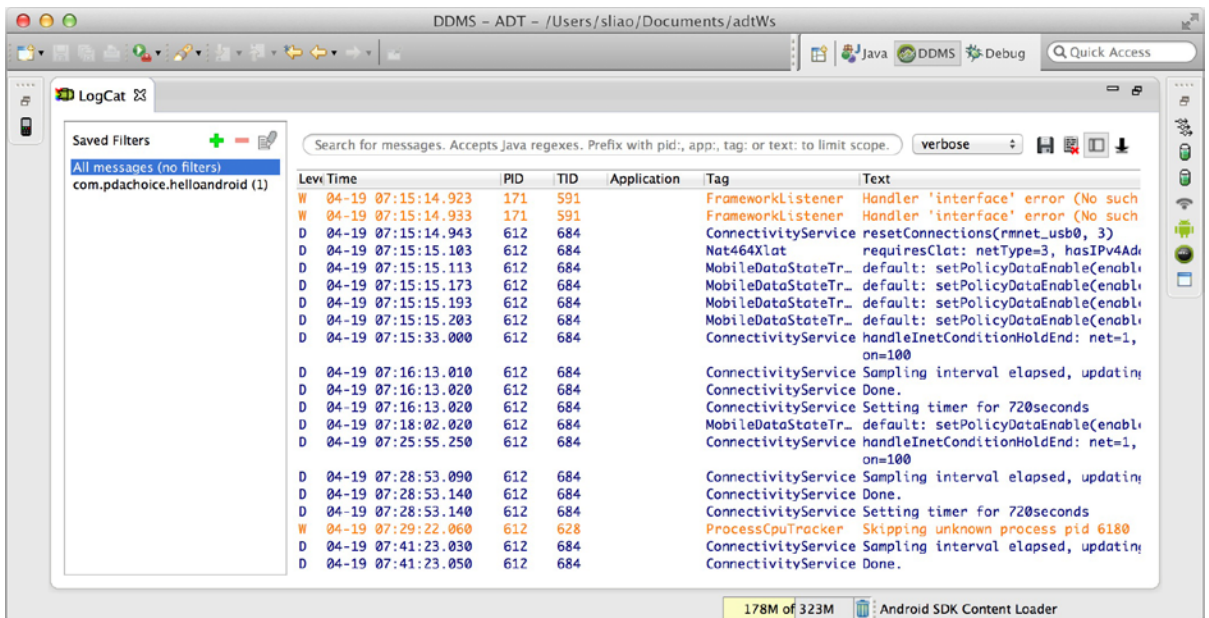 DDMS – ADT – /Users/sliao/Documents/adtWs
Java DDMS Debug Quick Access
LogCat
Saved Filters
All messages (no filters)
com.pdachoice.helloandroid (1)
Search for messages. Accepts Java regexes. Prefix with pid:, app:, tag: or text: to limit scope. verbose
Leve Time PID TID Application Tag Text
W 04-19 07:15:14.923 171 591 FrameworkListener Handler 'interface' error (No such
W 04-19 07:15:14.933 171 591 FrameworkListener Handler 'interface' error (No such
D 04-19 07:15:14.943 612 684 ConnectivityService resetConnections(rmnet_usb0, 3)
D 04-19 07:15:15.103 612 684 Nat464Xlat requiresClat: netType=3, hasIPv4Add
D 04-19 07:15:15.113 612 684 MobileDataStateTr… default: setPolicyDataEnable(enabl
D 04-19 07:15:15.173 612 684 MobileDataStateTr… default: setPolicyDataEnable(enabl
D 04-19 07:15:15.193 612 684 MobileDataStateTr… default: setPolicyDataEnable(enabl
D 04-19 07:15:15.203 612 684 MobileDataStateTr… default: setPolicyDataEnable(enabl
D 04-19 07:15:33.000 612 684 ConnectivityService handleInetConditionHoldEnd: net=1,
on=100
D 04-19 07:16:13.010 612 684 ConnectivityService Sampling interval elapsed, updating
D 04-19 07:16:13.020 612 684 ConnectivityService Done.
D 04-19 07:16:13.020 612 684 ConnectivityService Setting timer for 720seconds
D 04-19 07:18:02.020 612 684 MobileDataStateTr… default: setPolicyDataEnable(enabl
D 04-19 07:25:55.250 612 684 ConnectivityService handleInetConditionHoldEnd: net=1,
on=100
D 04-19 07:28:53.090 612 684 ConnectivityService Sampling interval elapsed, updating
D 04-19 07:28:53.140 612 684 ConnectivityService Done.
D 04-19 07:28:53.140 612 684 ConnectivityService Setting timer for 720seconds
W 04-19 07:29:22.060 612 628 ProcessCpuTracker Skipping unknown process pid 6180
D 04-19 07:41:23.030 612 684 ConnectivityService Sampling interval elapsed, updating
D 04-19 07:41:23.050 612 684 ConnectivityService Done.
178M of 323M Android SDK Content Loader